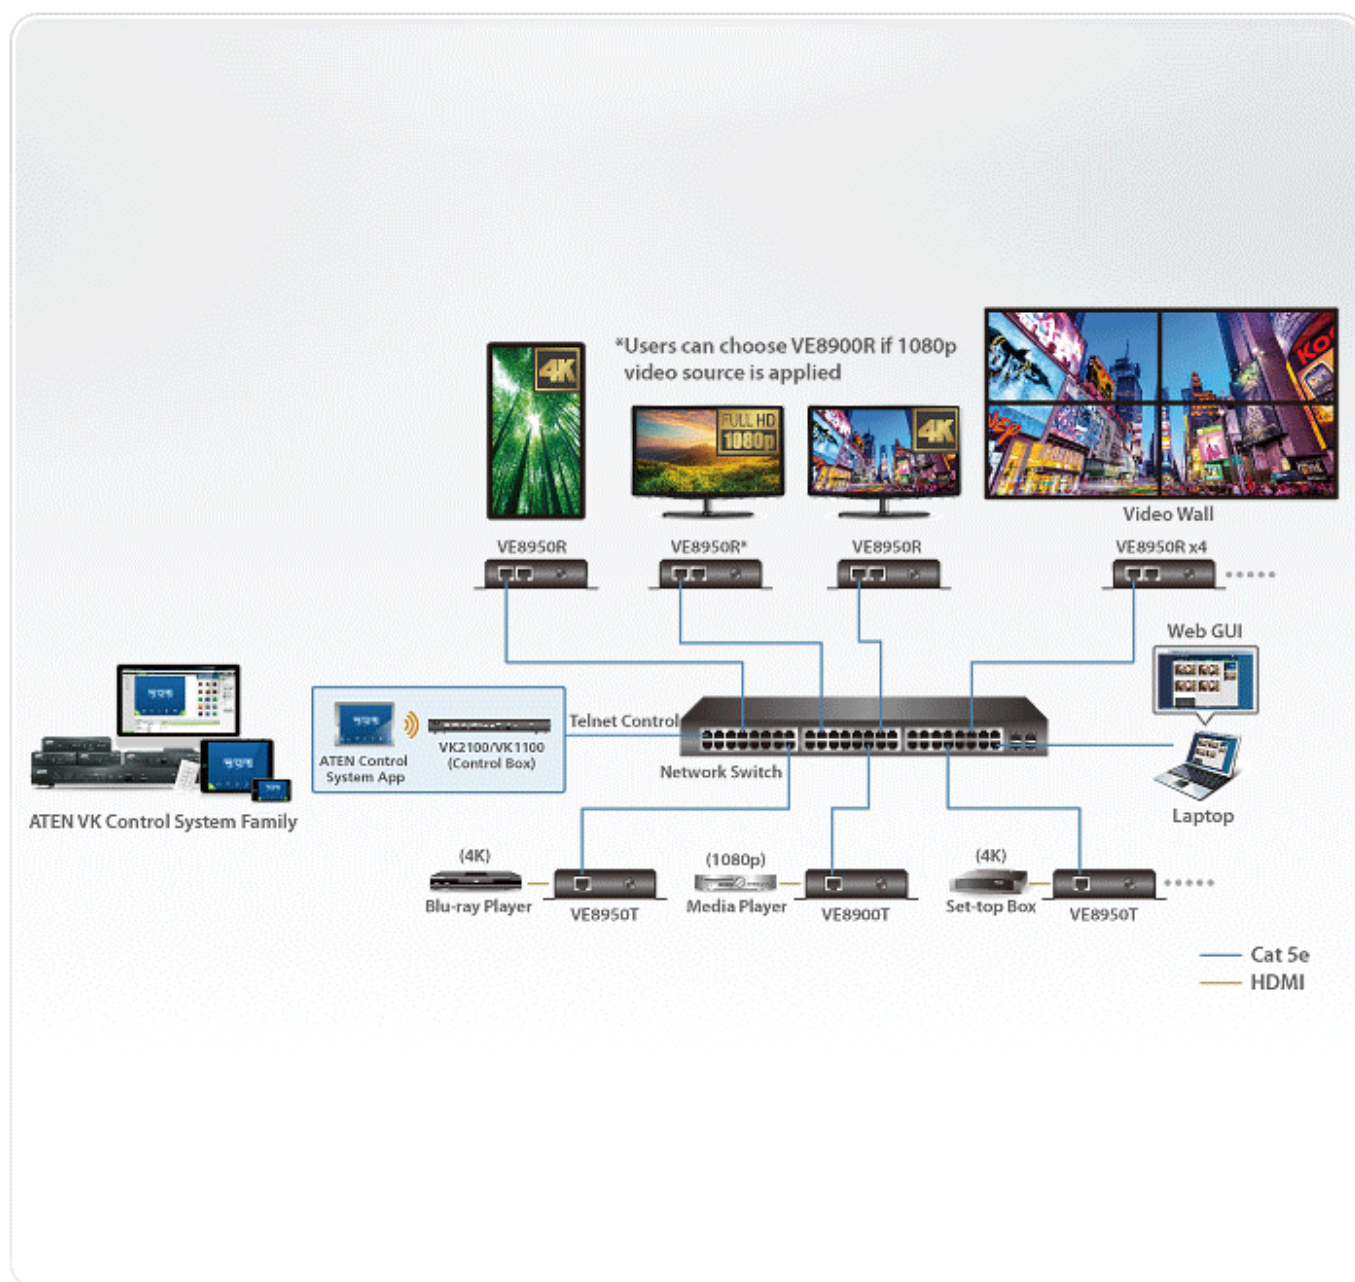 *Users can choose VE8900R if 1080p
video source is applied
4K
FULL HD
1080p
4K
Video Wall
VE8950R
VE8950R*
VE8950R
VE8950R x4
Web GUI
Telnet Control
ATEN Control
System App
VK2100/VK1100
(Control Box)
Network Switch
Laptop
ATEN VK Control System Family
(4K)
Blu-ray Player
VE8950T
(1080p)
Media Player
VE8900T
(4K)
Set-top Box
VE8950T
Cat 5e
HDMI